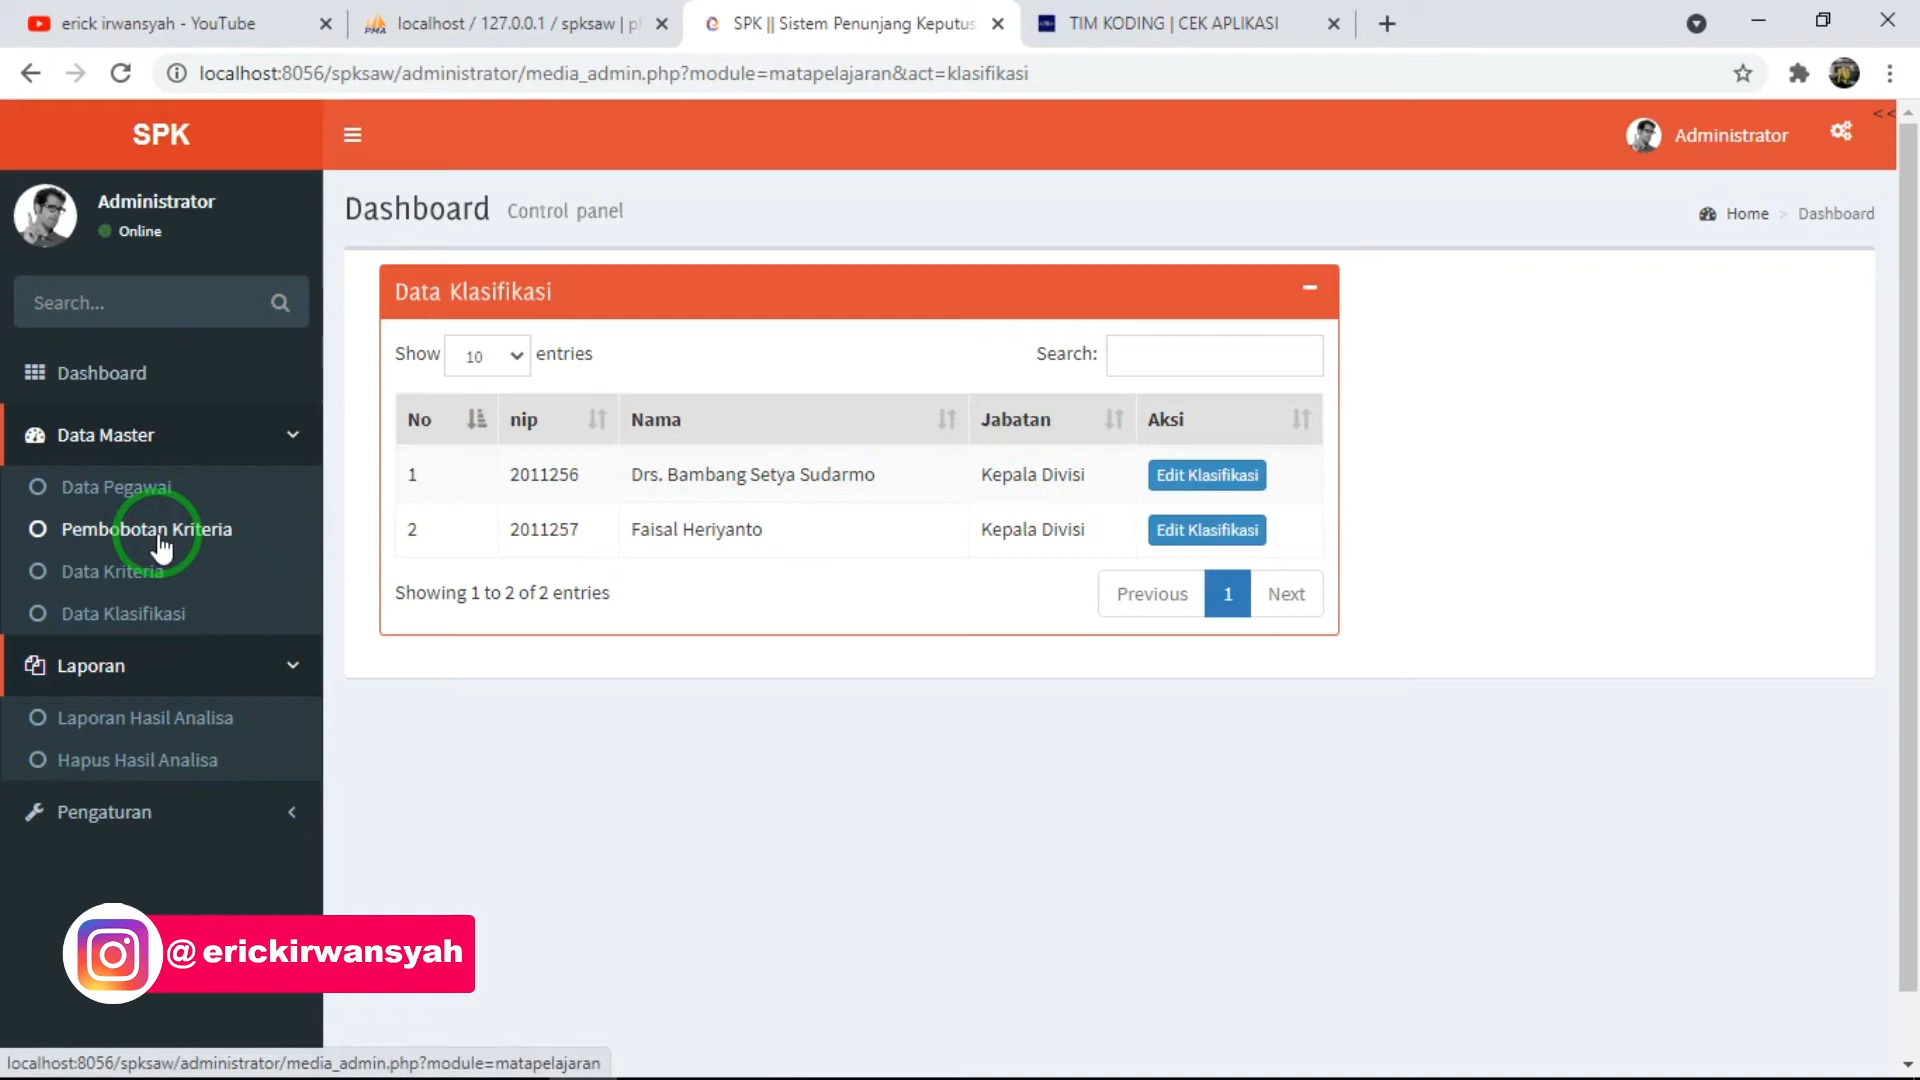 erick irwansyah - YouTube
localhost / 127.0.0.1 / spksaw | p
SPK || Sistem Penunjang Keputus
TIM KODING | CEK APLIKASI
localhost:8056/spksaw/administrator/media_admin.php?module=matapelajaran&act=klasifikasi
SPK
Administrator
<<
Administrator
Online
Search...
Dashboard
Data Master
Data Pegawai
Pembobotan Kriteria
Data Kriteria
Data Klasifikasi
Laporan
Laporan Hasil Analisa
Hapus Hasil Analisa
Pengaturan
Dashboard Control panel
Home > Dashboard
Data Klasifikasi
Show 10 entries
Search:
No nip Nama Jabatan Aksi
1 2011256 Drs. Bambang Setya Sudarmo Kepala Divisi Edit Klasifikasi
2 2011257 Faisal Heriyanto Kepala Divisi Edit Klasifikasi
Showing 1 to 2 of 2 entries
Previous 1 Next
@erickirwansyah
localhost:8056/spksaw/administrator/media_admin.php?module=matapelajaran